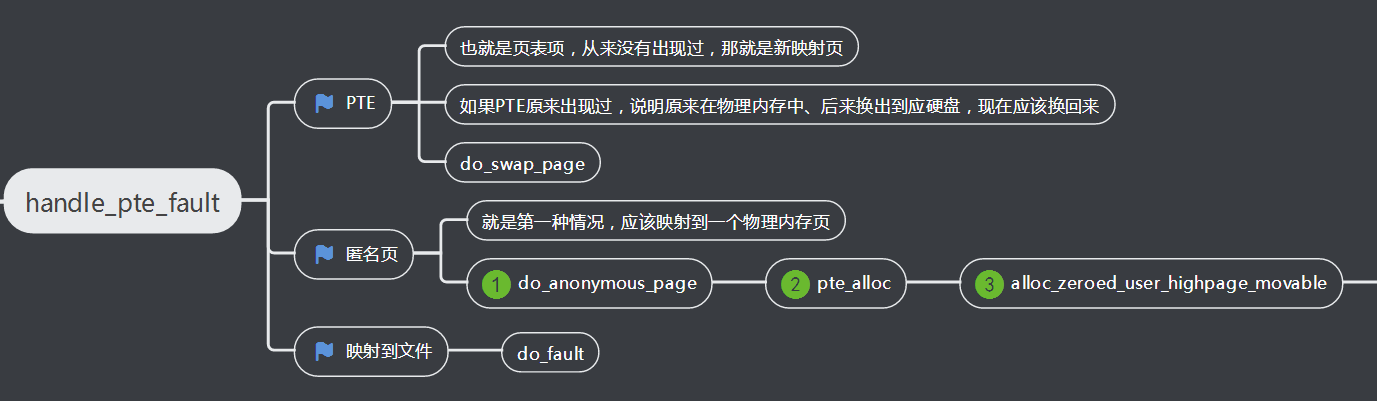 handle_pte_fault
PTE
也就是页表项，从来没有出现过，那就是新映射页
如果PTE原来出现过，说明原来在物理内存中、后来换出到应硬盘，现在应该换回来
do_swap_page
匿名页
就是第一种情况，应该映射到一个物理内存页
1 do_anonymous_page
2 pte_alloc
3 alloc_zeroed_user_highpage_movable
映射到文件
do_fault